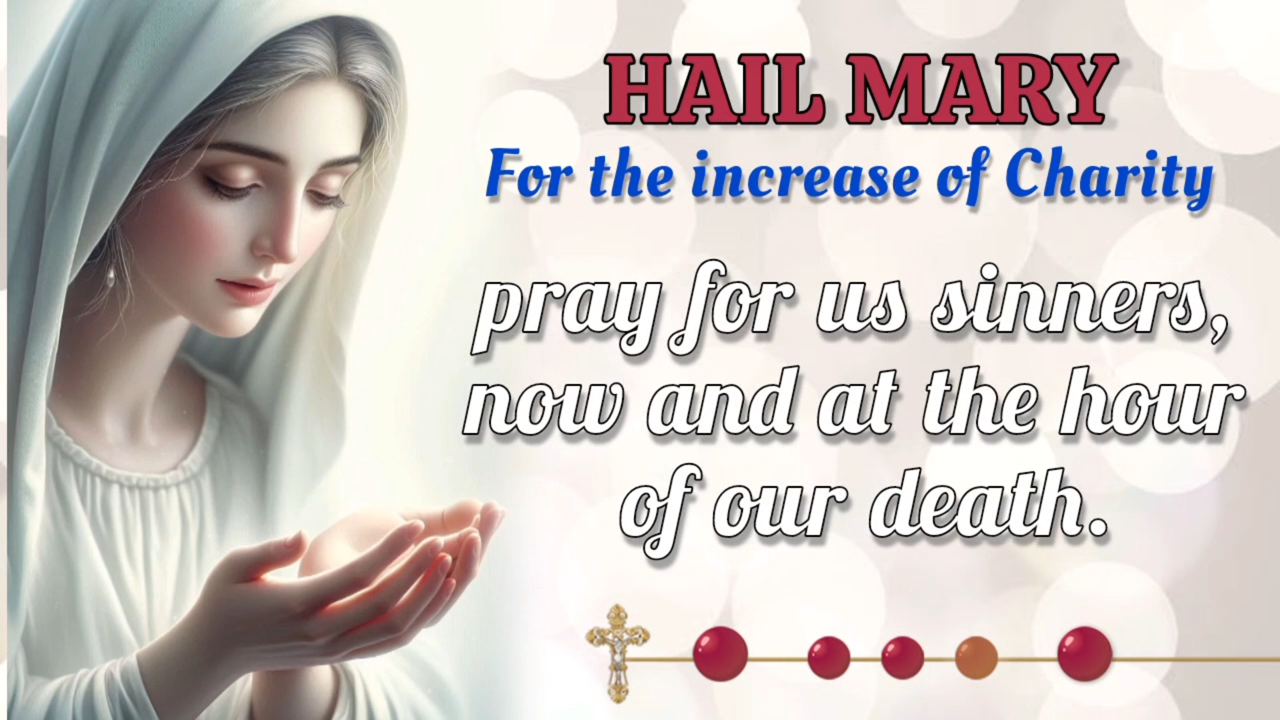 HAIL MARY
For the increase of Charity
pray for us sinners,
now and at the hour
of our death.